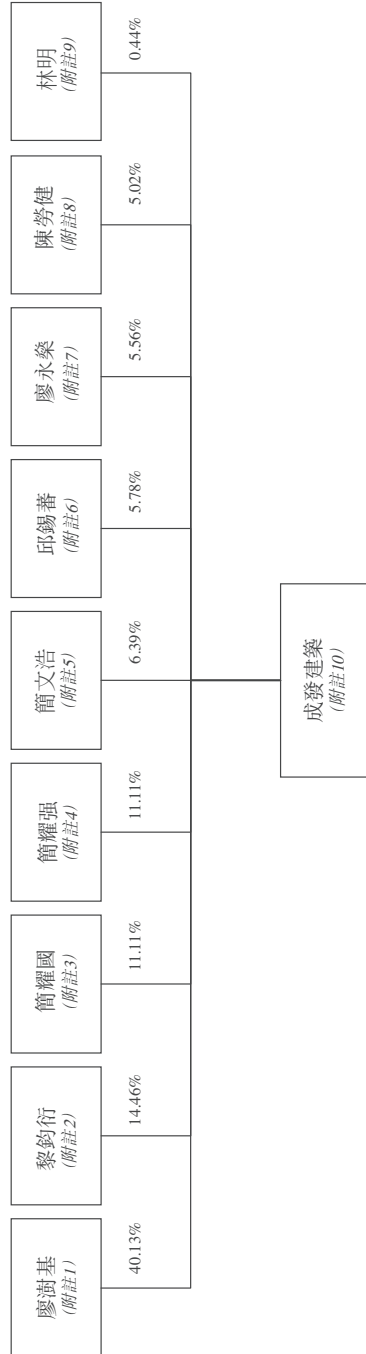 廖澍基
(附註1)
40.13%
黎鈞衍
(附註2)
14.46%
簡耀國
(附註3)
11.11%
簡耀强
(附註4)
11.11%
簡文浩
(附註5)
6.39%
邱錫蕃
(附註6)
5.78%
廖永燊
(附註7)
5.56%
陳勞健
(附註8)
5.02%
林明
(附註9)
0.44%
成發建築
(附註10)